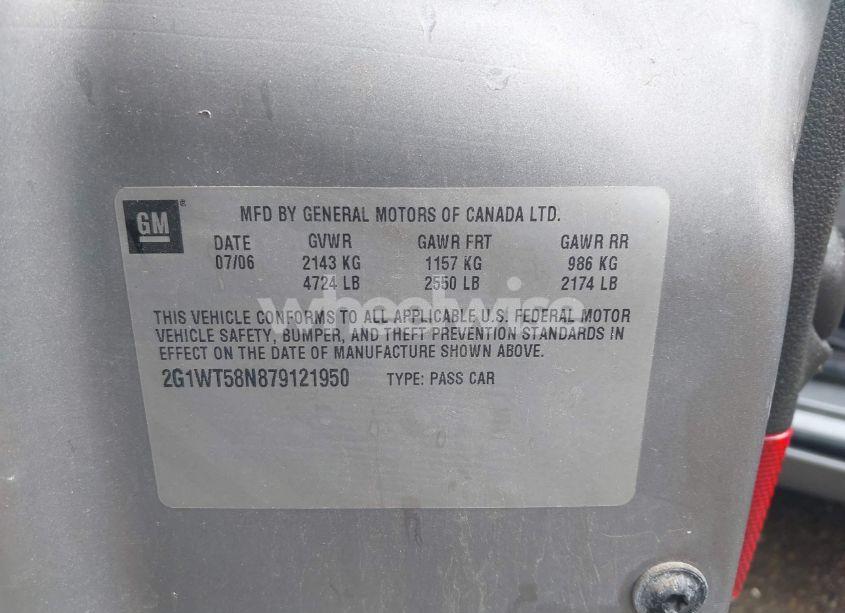 GM ®
MFD BY GENERAL MOTORS OF CANADA LTD.
DATE GVWR GAWR FRT GAWR RR
07/06 2143 KG 1157 KG 986 KG
4724 LB 2550 LB 2174 LB
wheelwise
THIS VEHICLE CONFORMS TO ALL APPLICABLE U.S. FEDERAL MOTOR
VEHICLE SAFETY, BUMPER, AND THEFT PREVENTION STANDARDS IN
EFFECT ON THE DATE OF MANUFACTURE SHOWN ABOVE.
2G1WT58N879121950 TYPE: PASS CAR